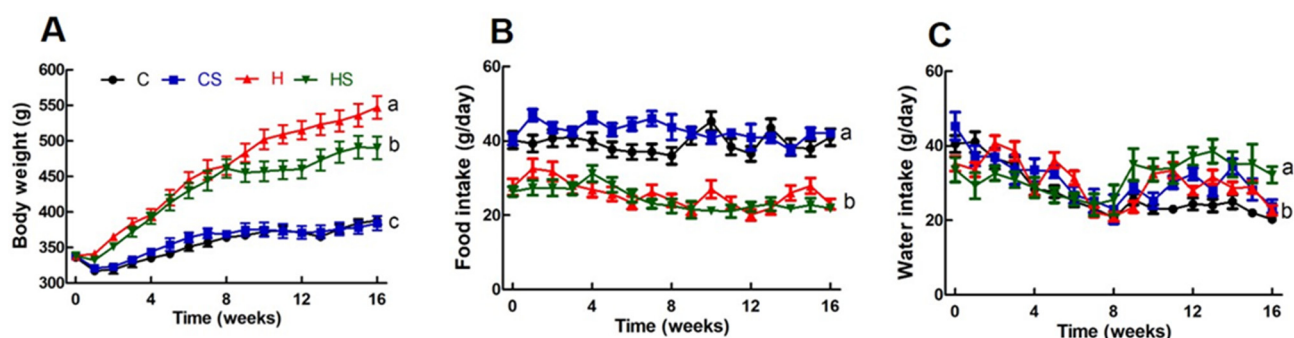 A
B
C
600
550
500
450
400
350
300
Body weight (g)
C CS H HS
a
b
c
0 4 8 12 16
Time (weeks)
60
40
20
0
Food intake (g/day)
a
b
0 4 8 12 16
Time (weeks)
60
40
20
0
Water intake (g/day)
a
b
0 4 8 12 16
Time (weeks)